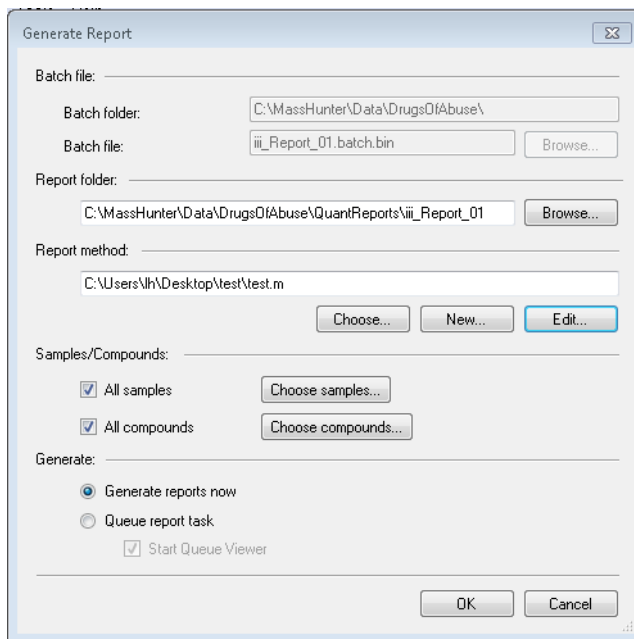 Generate Report
Batch file:
Batch folder: C:\MassHunter\Data\DrugsOfAbuse\
Batch file: iii_Report_01.batch.bin Browse...
Report folder:
C:\MassHunter\Data\DrugsOfAbuse\QuantReports\iii_Report_01 Browse...
Report method:
C:\Users\lh\Desktop\test\test.m
Choose... New... Edit...
Samples/Compounds:
All samples Choose samples...
All compounds Choose compounds...
Generate:
Generate reports now
Queue report task
Start Queue Viewer
OK Cancel